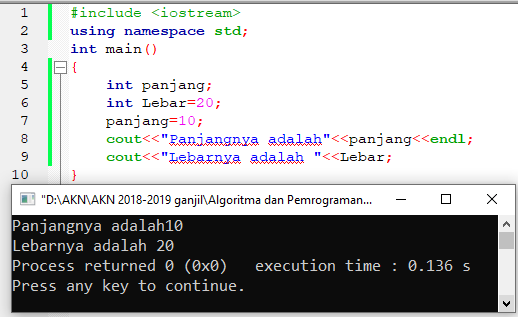 1 #include <iostream>
2 using namespace std;
3 int main()
4 {
5 int panjang;
6 int Lebar=20;
7 panjang=10;
8 cout<<"Panjangnya adalah"<<panjang<<endl;
9 cout<<"Lebarnya adalah "<<Lebar;
10 }
"D:\AKN\AKN 2018-2019 ganjil\Algoritma dan Pemrograman...
Panjangnya adalah10
Lebarnya adalah 20
Process returned 0 (0x0)   execution time : 0.136 s
Press any key to continue.